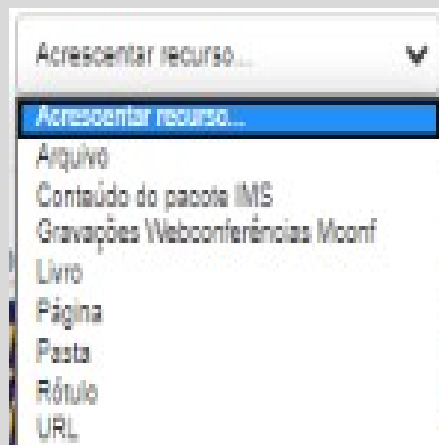 Acrescentar recurso...
Acrescentar recurso...
Arquivo
Conteúdo do pacote IMS
Gravações Webconferências Mconf
Livro
Página
Pasta
Rótulo
URL